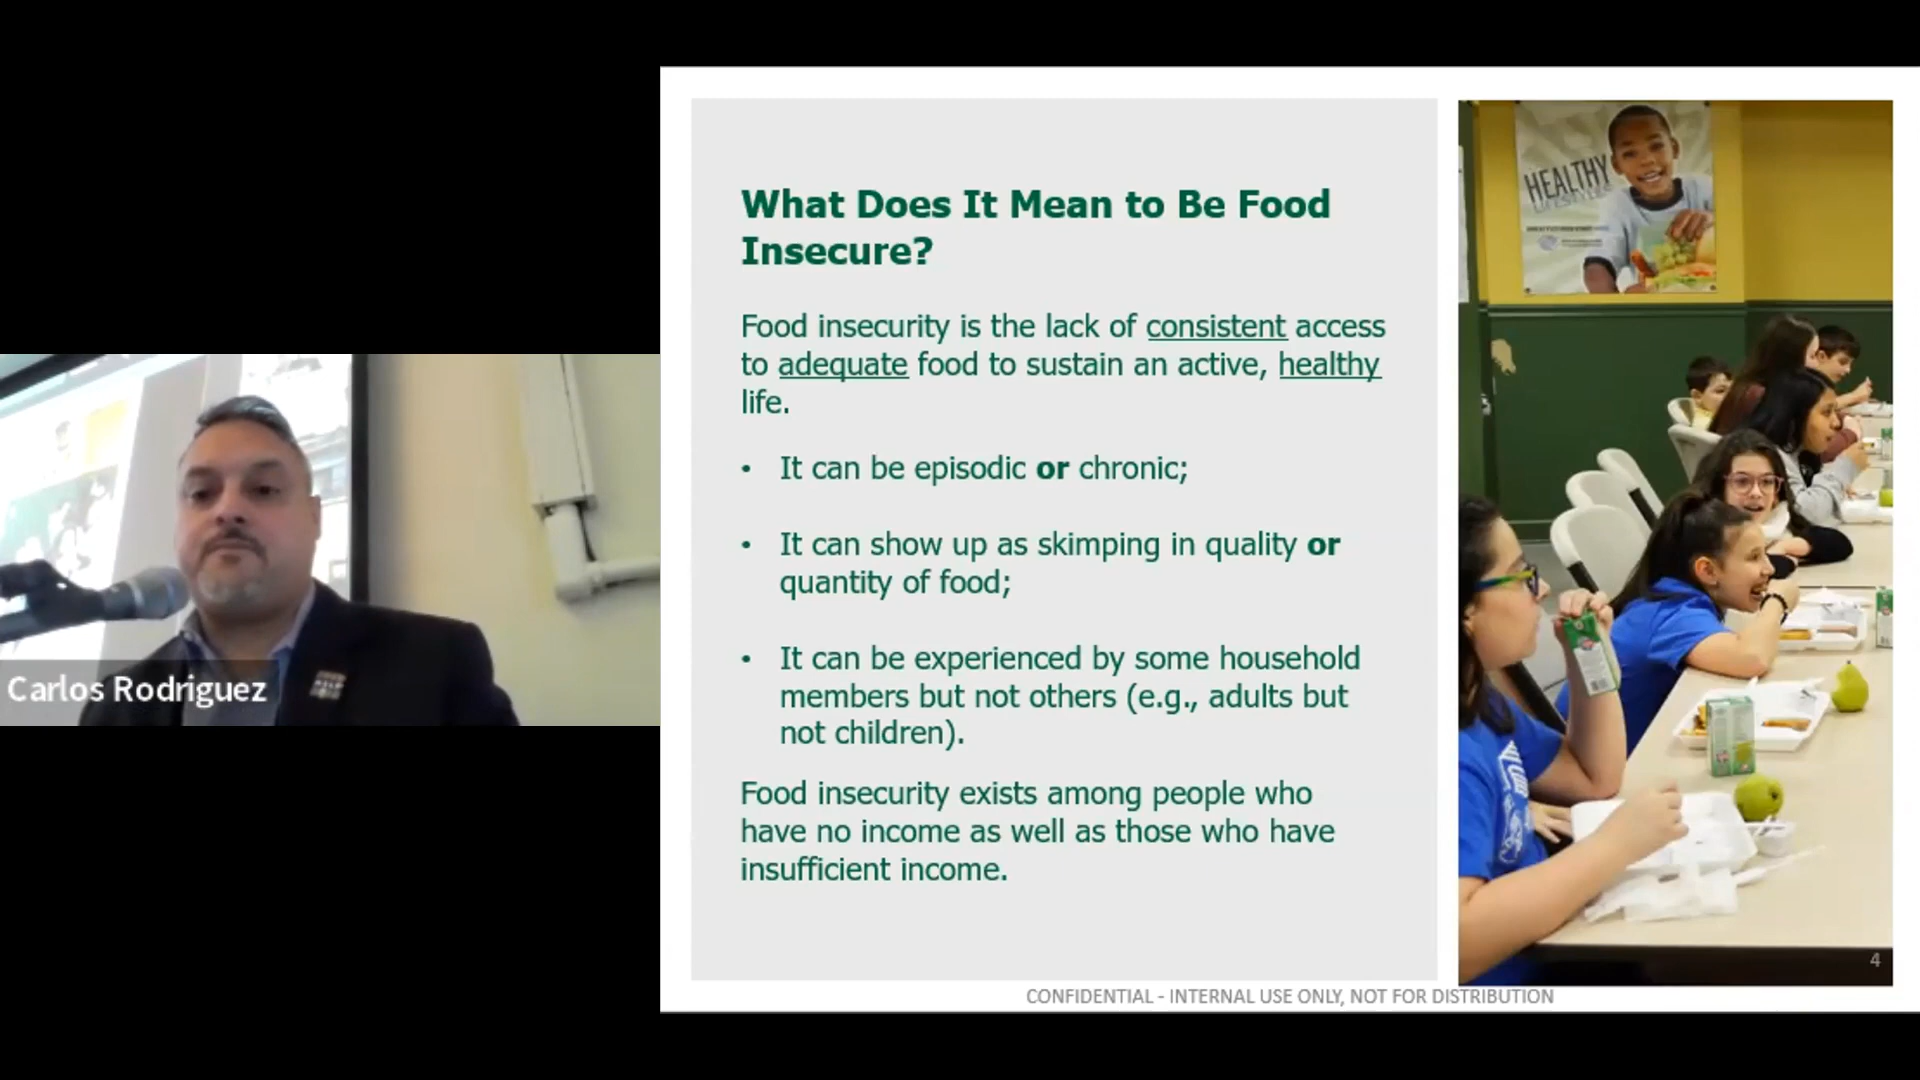 What Does It Mean to Be Food
Insecure?
Food insecurity is the lack of consistent access
to adequate food to sustain an active, healthy
life.
• It can be episodic or chronic;
• It can show up as skimping in quality or
quantity of food;
• It can be experienced by some household
members but not others (e.g., adults but
not children).
Food insecurity exists among people who
have no income as well as those who have
insufficient income.
HEALTHY
LIFESTYLES
Carlos Rodriguez
4
CONFIDENTIAL - INTERNAL USE ONLY, NOT FOR DISTRIBUTION